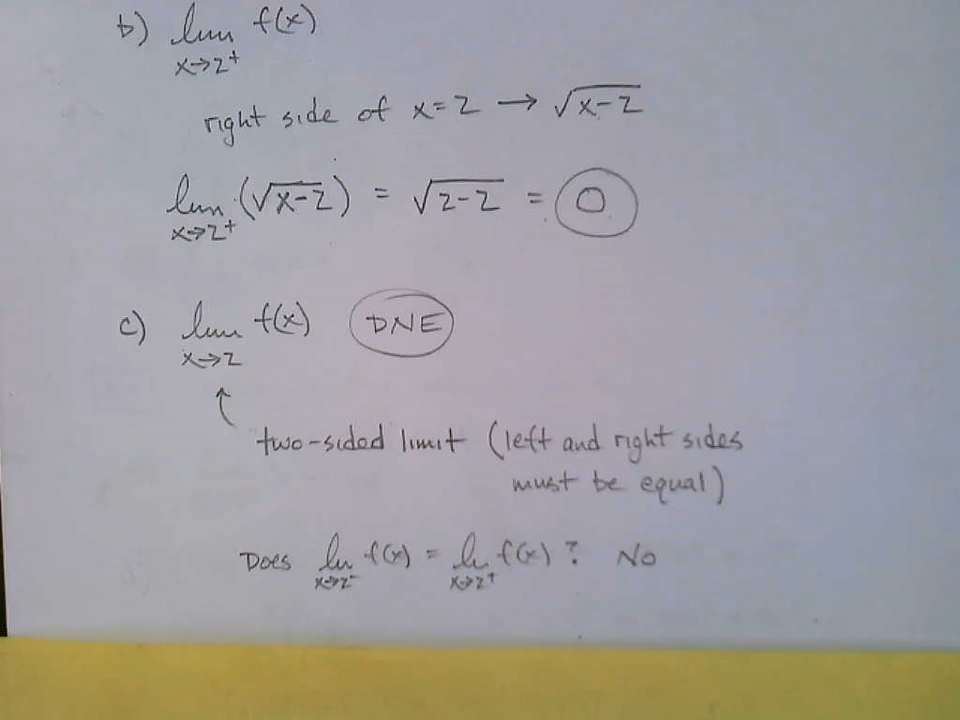 b) lim f(x)
x→2⁺
right side of x=2 → √x-2
lim (√x-2) = √2-2 = 0
x→2⁺
c) lim f(x) DNE
x→2
two-sided limit (left and right sides
must be equal)
Does lim f(x) = lim f(x) ? No
x→2⁻ x→2⁺